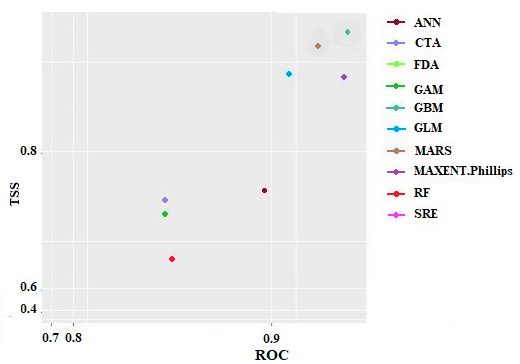 TSS
0.8
0.6
0.4
0.7 0.8 0.9
ROC
ANN
CTA
FDA
GAM
GBM
GLM
MARS
MAXENT.Phillips
RF
SRE